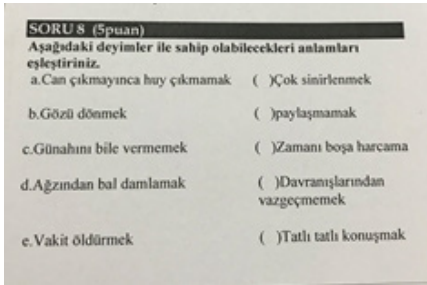 SORU 8 (5puan)
Aşağıdaki deyimler ile sahip olabilecekleri anlamları
eşleştiriniz.
a.Can çıkmayınca huy çıkmamak ( )Çok sinirlenmek
b.Gözü dönmek ( )paylaşmamak
c.Günahını bile vermemek ( )Zamanı boşa harcama
d.Ağzından bal damlamak ( )Davranışlarından
vazgeçmemek
e.Vakit öldürmek ( )Tatlı tatlı konuşmak